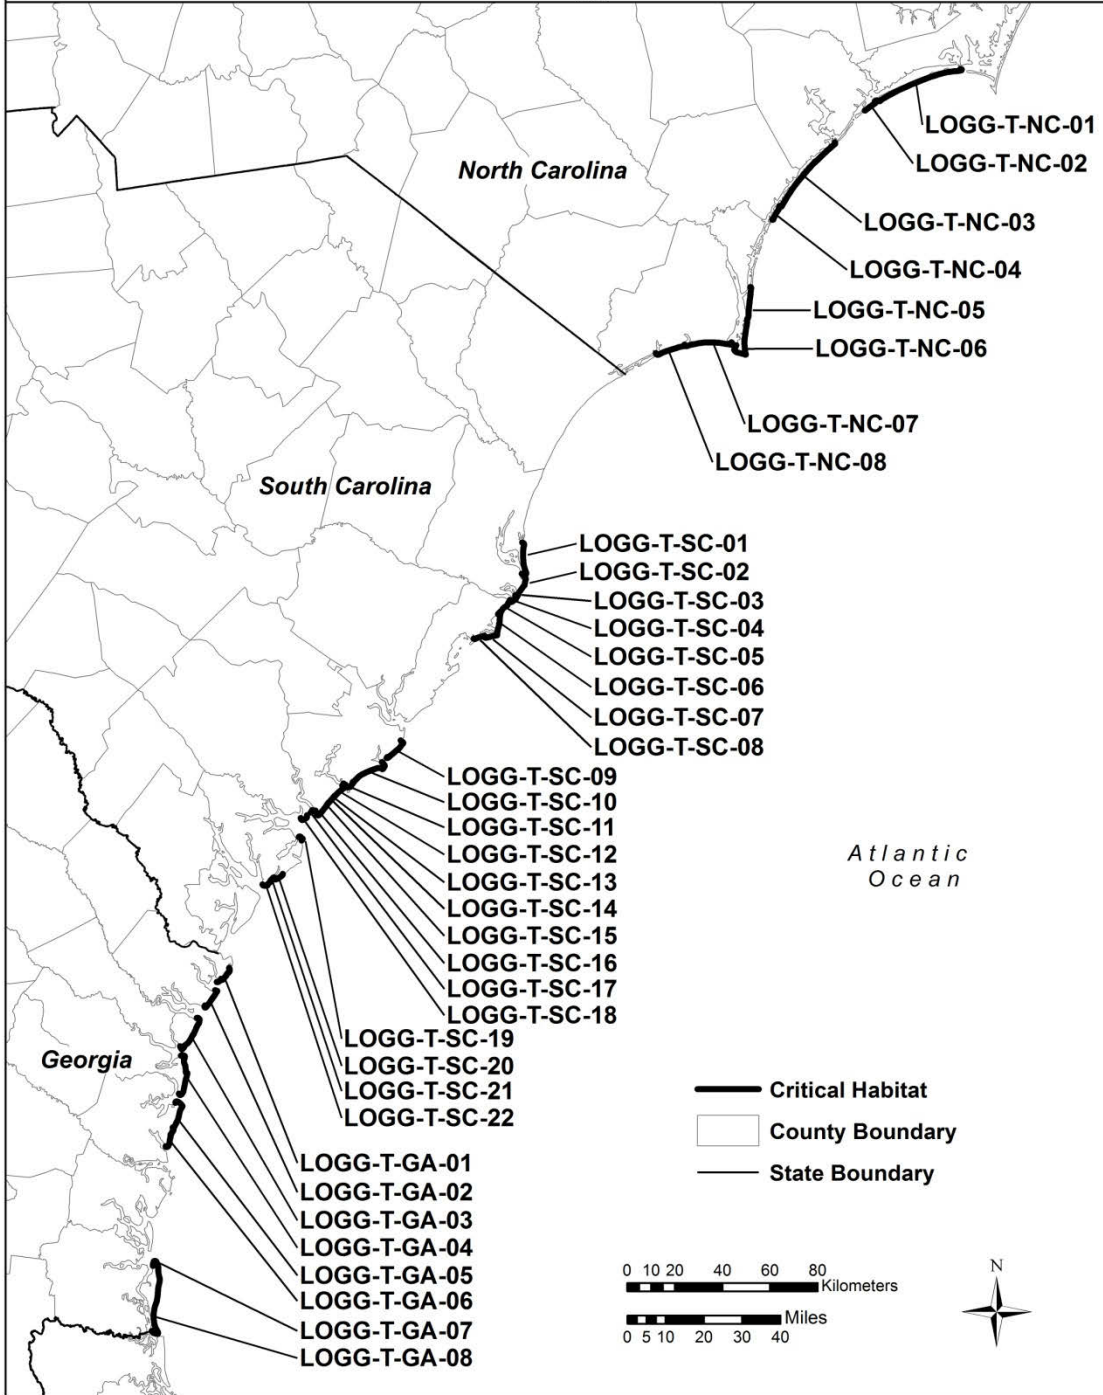 LOGG-T-NC-01
LOGG-T-NC-02
North Carolina
LOGG-T-NC-03
LOGG-T-NC-04
LOGG-T-NC-05
LOGG-T-NC-06
LOGG-T-NC-07
LOGG-T-NC-08
South Carolina
LOGG-T-SC-01
LOGG-T-SC-02
LOGG-T-SC-03
LOGG-T-SC-04
LOGG-T-SC-05
LOGG-T-SC-06
LOGG-T-SC-07
LOGG-T-SC-08
LOGG-T-SC-09
LOGG-T-SC-10
LOGG-T-SC-11
LOGG-T-SC-12
LOGG-T-SC-13
LOGG-T-SC-14
LOGG-T-SC-15
LOGG-T-SC-16
LOGG-T-SC-17
LOGG-T-SC-18
Atlantic
Ocean
LOGG-T-SC-19
LOGG-T-SC-20
LOGG-T-SC-21
LOGG-T-SC-22
Georgia
LOGG-T-GA-01
LOGG-T-GA-02
LOGG-T-GA-03
LOGG-T-GA-04
LOGG-T-GA-05
LOGG-T-GA-06
LOGG-T-GA-07
LOGG-T-GA-08
Critical Habitat
County Boundary
State Boundary
0 10 20 40 60 80 Kilometers
Miles
0 5 10 20 30 40
N